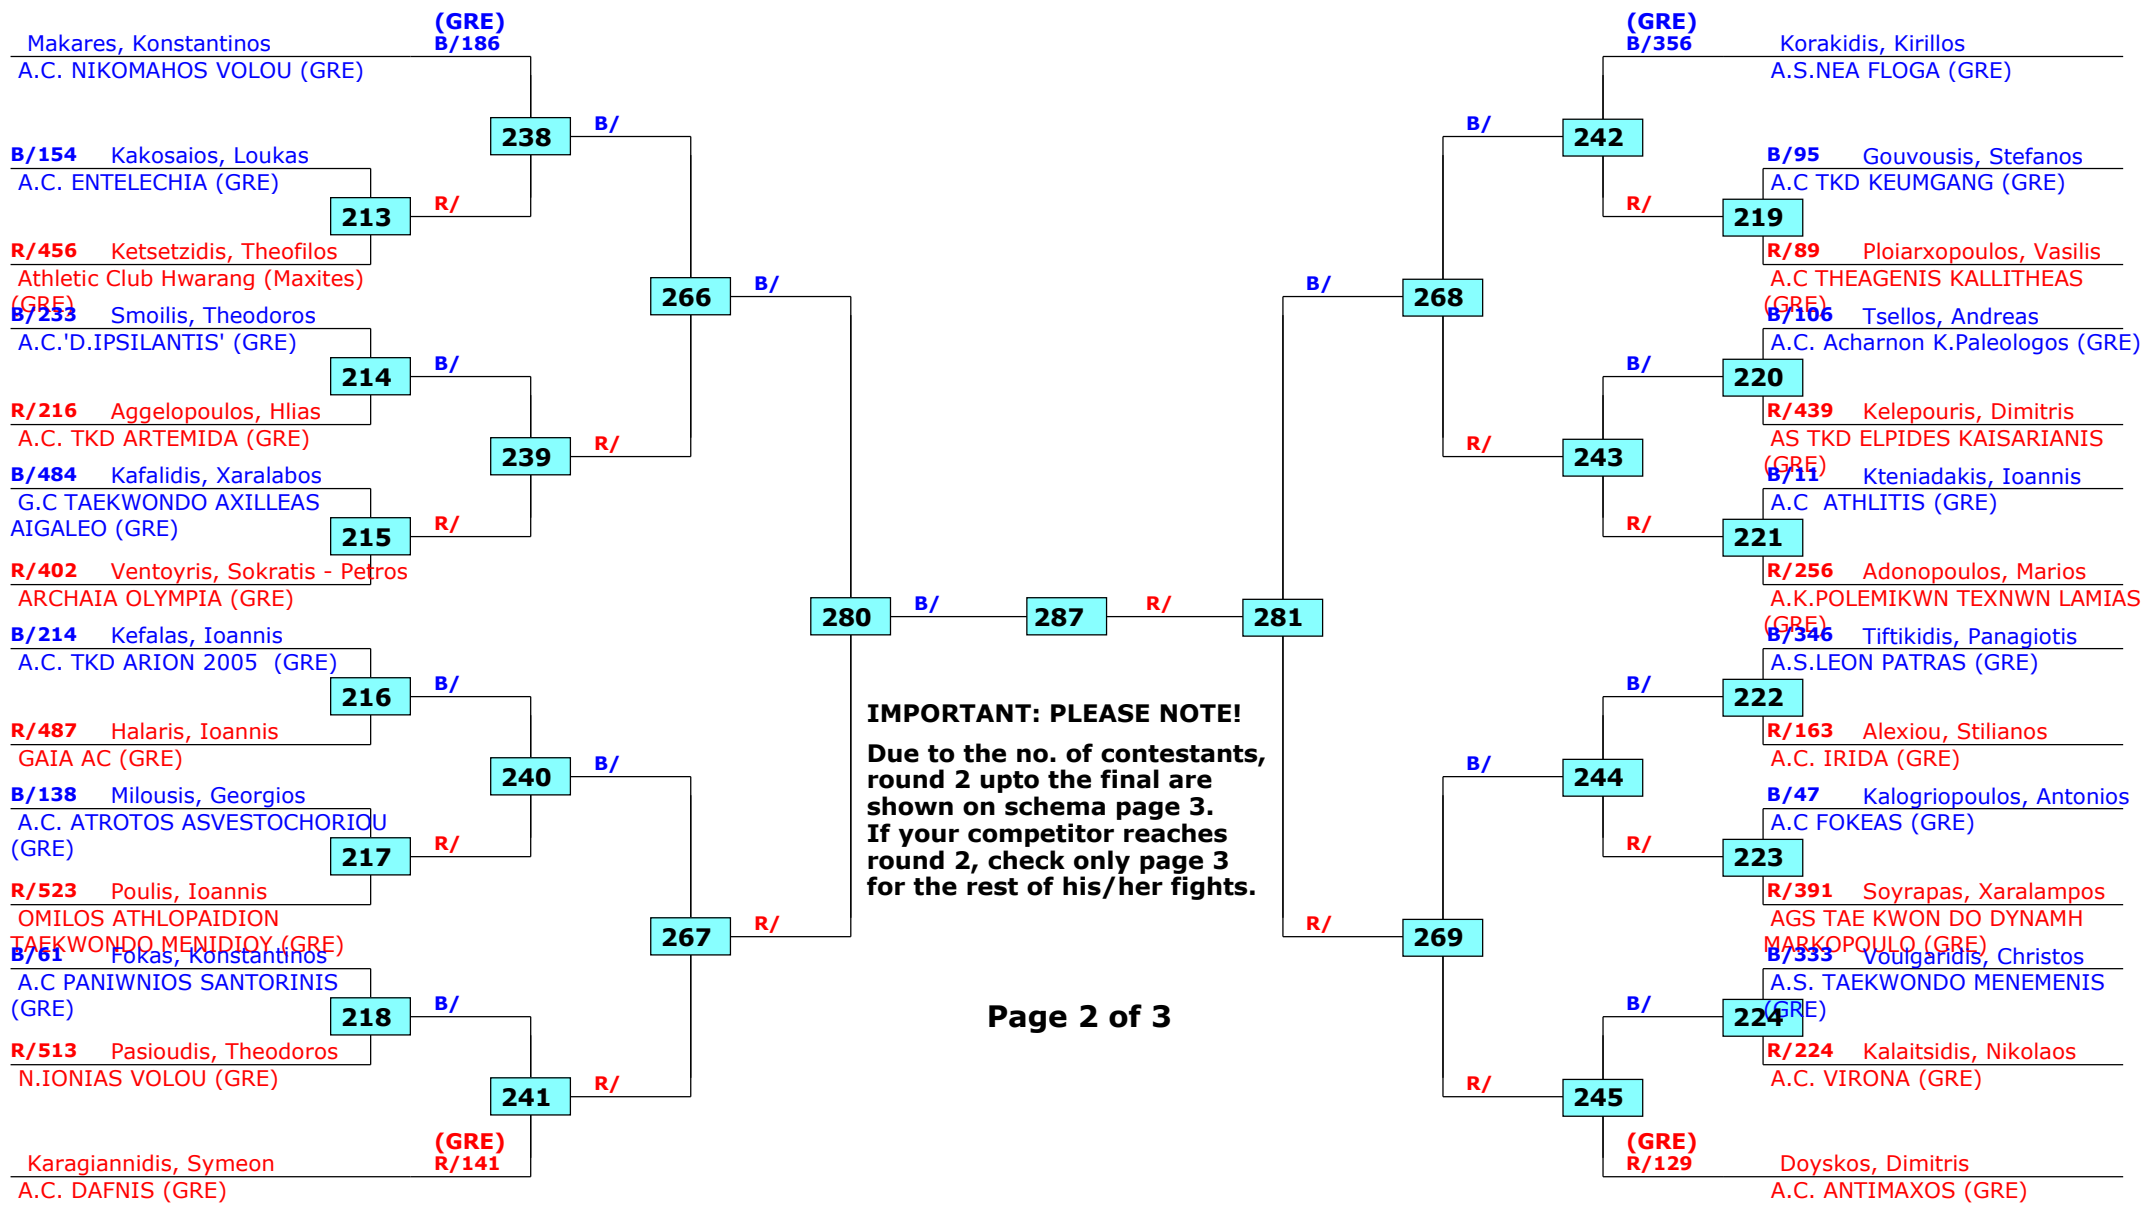 (GRE)
Makares, Konstantinos B/186
A.C. NIKOMAHOS VOLOU (GRE)
238
B/
B/154 Kakosaios, Loukas
A.C. ENTELECHIA (GRE)
213
R/
R/456 Ketsetzidis, Theofilos
Athletic Club Hwarang (Maxites)
(GRE)
266
B/
B/233 Smoilis, Theodoros
A.C.'D.IPSILANTIS' (GRE)
214
B/
R/216 Aggelopoulos, Hlias
A.C. TKD ARTEMIDA (GRE)
239
R/
B/484 Kafalidis, Xaralabos
G.C TAEKWONDO AXILLEAS
AIGALEO (GRE)
215
R/
R/402 Ventoyris, Sokratis - Petros
ARCHAIA OLYMPIA (GRE)
280
B/
287
R/
281
B/214 Kefalas, Ioannis
A.C. TKD ARION 2005 (GRE)
216
B/
R/487 Halaris, Ioannis
GAIA AC (GRE)
240
B/
B/138 Milousis, Georgios
A.C. ATROTOS ASVESTOCHORIOU
(GRE)
217
R/
R/523 Poulis, Ioannis
OMILOS ATHLOPAIDION
TAEKWONDO MENIDIOY (GRE)
267
R/
B/61 Fokas, Konstantinos
A.C PANIWNIOS SANTORINIS
(GRE)
218
B/
R/513 Pasioudis, Theodoros
N.IONIAS VOLOU (GRE)
241
R/
(GRE)
Karagiannidis, Symeon R/141
A.C. DAFNIS (GRE)
IMPORTANT: PLEASE NOTE!
Due to the no. of contestants,
round 2 upto the final are
shown on schema page 3.
If your competitor reaches
round 2, check only page 3
for the rest of his/her fights.
Page 2 of 3
(GRE)
B/356 Korakidis, Kirillos
A.S.NEA FLOGA (GRE)
B/
242
B/95 Gouvousis, Stefanos
A.C TKD KEUMGANG (GRE)
R/
219
R/89 Ploiarxopoulos, Vasilis
A.C THEAGENIS KALLITHEAS
(GRE)
B/
268
B/106 Tsellos, Andreas
A.C. Acharnon K.Paleologos (GRE)
B/
220
R/439 Kelepouris, Dimitris
AS TKD ELPIDES KAISARIANIS
(GRE)
R/
243
B/11 Kteniadakis, Ioannis
A.C ATHLITIS (GRE)
R/
221
R/256 Adonopoulos, Marios
A.K.POLEMIKWN TEXNWN LAMIAS
(GRE)
B/346 Tiftikidis, Panagiotis
A.S.LEON PATRAS (GRE)
B/
222
R/163 Alexiou, Stilianos
A.C. IRIDA (GRE)
B/
244
B/47 Kalogriopoulos, Antonios
A.C FOKEAS (GRE)
R/
223
R/391 Soyrapas, Xaralampos
AGS TAE KWON DO DYNAMH
MARKOPOULO (GRE)
R/
269
B/333 Voulgaridis, Christos
A.S. TAEKWONDO MENEMENIS
(GRE)
B/
224
R/224 Kalaitsidis, Nikolaos
A.C. VIRONA (GRE)
R/
245
(GRE)
R/129 Doyskos, Dimitris
A.C. ANTIMAXOS (GRE)